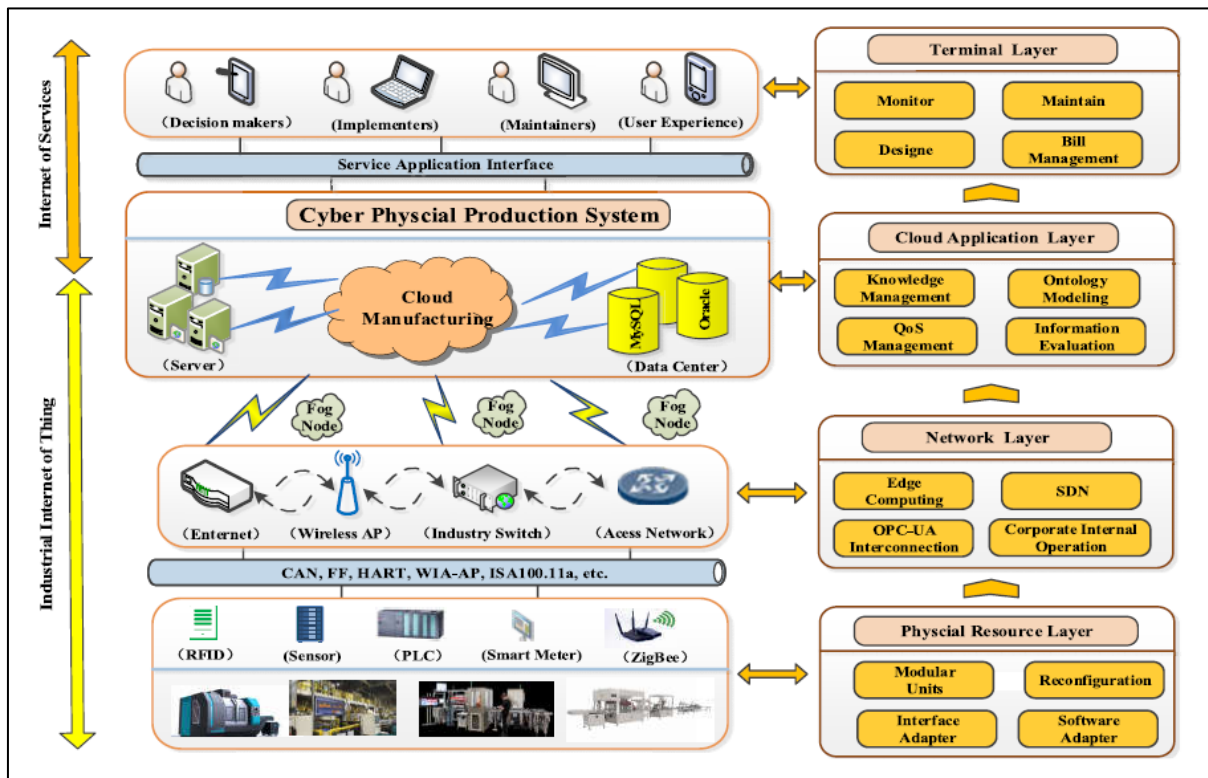 Internet of Services
Industrial Internet of Thing
(Decision makers)
(Implementers)
(Maintainers)
(User Experience)
Service Application Interface
Cyber Physcial Production System
Cloud
Manufacturing
MySQL
Oracle
(Server)
(Data Center)
Fog
Node
Fog
Node
Fog
Node
(Enternet)
(Wireless AP)
(Industry Switch)
(Acess Network)
CAN, FF, HART, WIA-AP, ISA100.11a, etc.
(RFID)
(Sensor)
(PLC)
(Smart Meter)
(ZigBee)
Terminal Layer
Monitor
Maintain
Designe
Bill
Management
Cloud Application Layer
Knowledge
Management
Ontology
Modeling
QoS
Management
Information
Evaluation
Network Layer
Edge
Computing
SDN
OPC-UA
Interconnection
Corporate Internal
Operation
Physcial Resource Layer
Modular
Units
Reconfiguration
Interface
Adapter
Software
Adapter